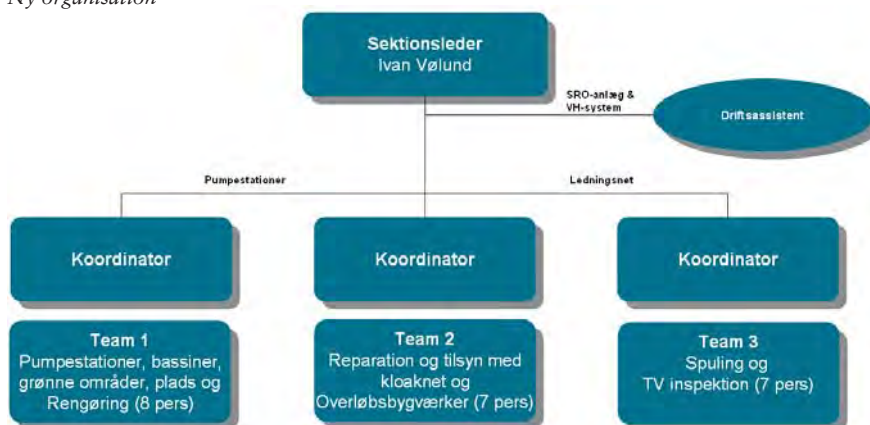 Ny organisation
Sektionsleder
Ivan Vølund
SRO-anlæg &
VH-system
Driftsassistent
Pumpestationer
Ledningsnet
Koordinator
Koordinator
Koordinator
Team 1
Pumpestationer, bassiner,
grønne områder, plads og
Rengøring (8 pers)
Team 2
Reparation og tilsyn med
kloaknet og
Overløbsbygværker (7 pers)
Team 3
Spuling og
TV inspektion (7 pers)